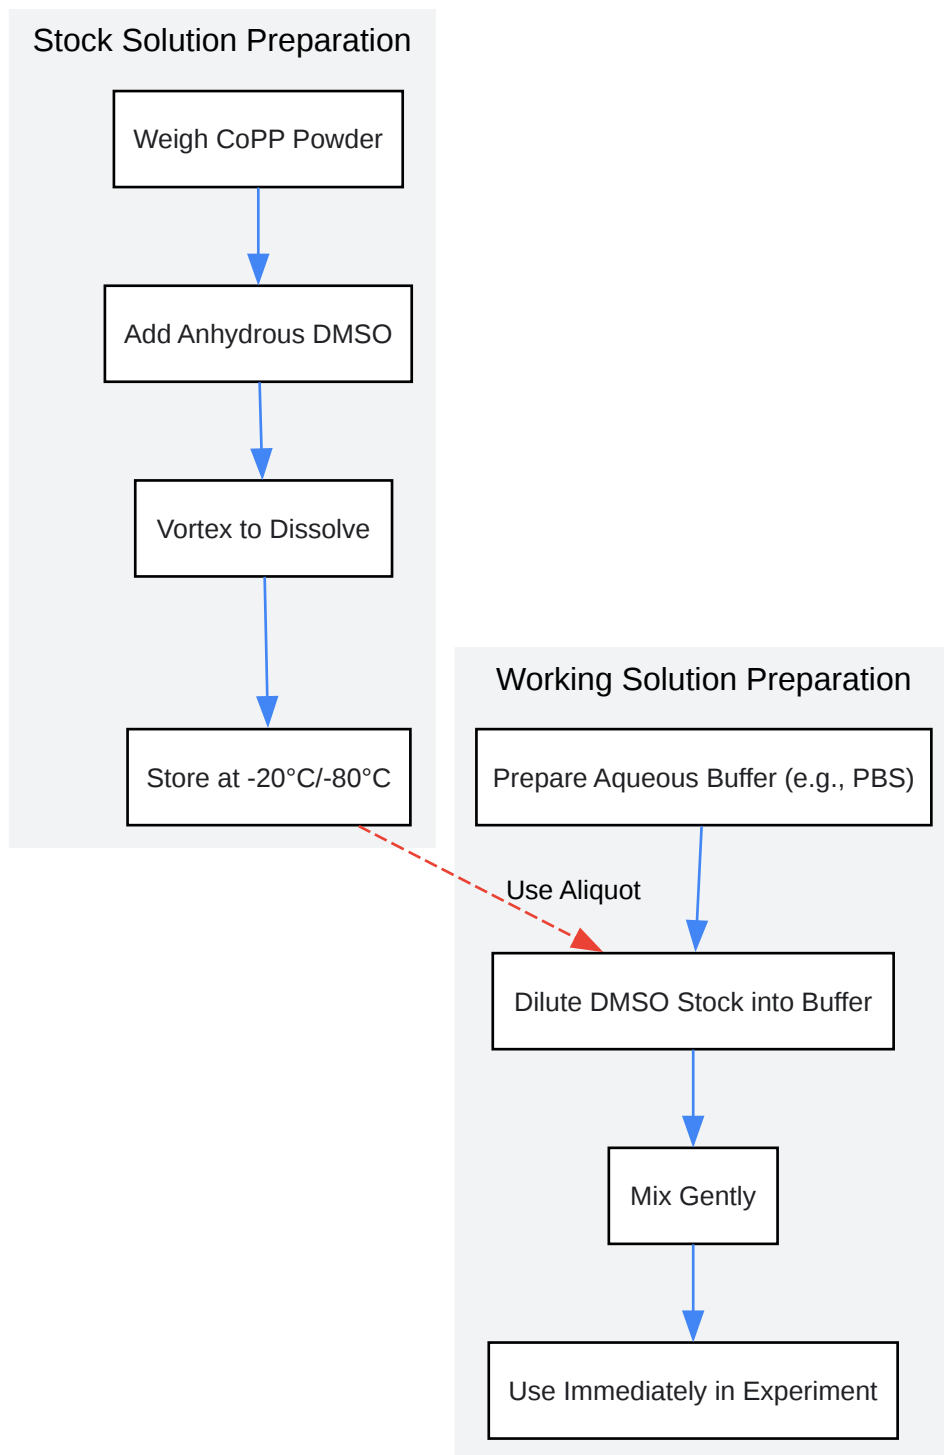 Stock Solution Preparation
Weigh CoPP Powder
Add Anhydrous DMSO
Vortex to Dissolve
Store at -20°C/-80°C
Working Solution Preparation
Prepare Aqueous Buffer (e.g., PBS)
Use Aliquot
Dilute DMSO Stock into Buffer
Mix Gently
Use Immediately in Experiment